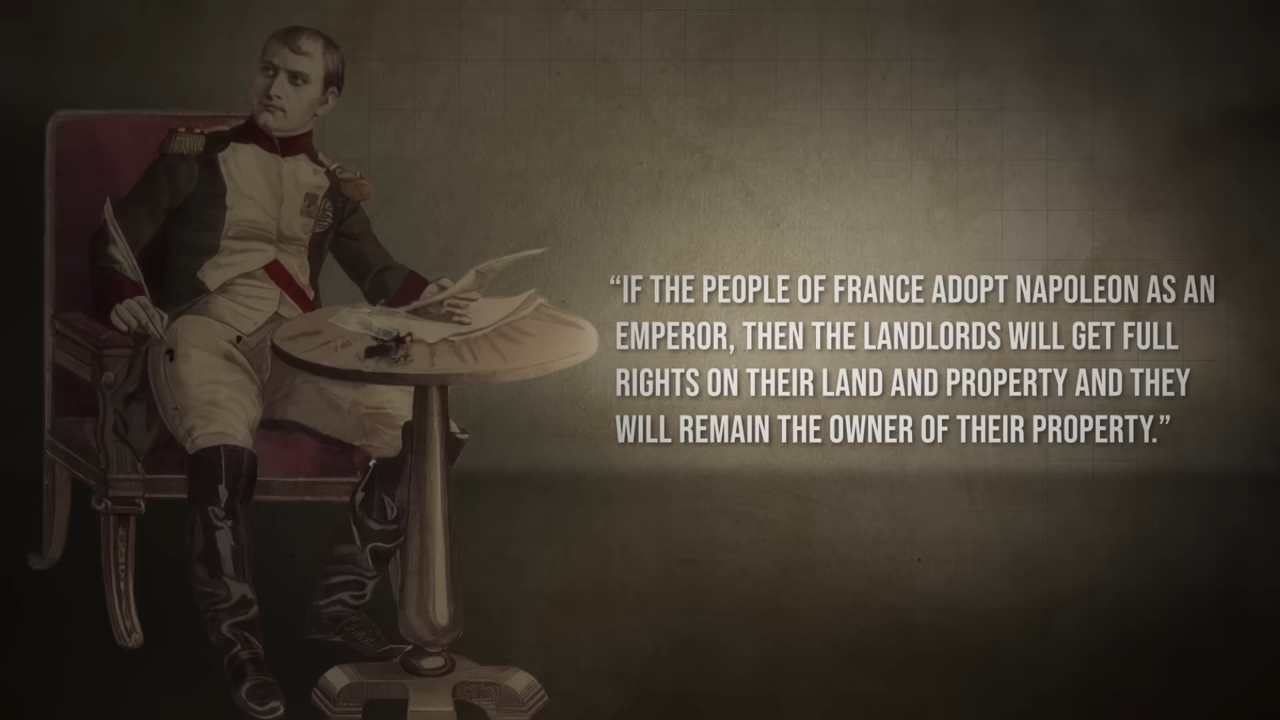 “IF THE PEOPLE OF FRANCE ADOPT NAPOLEON AS AN
EMPEROR, THEN THE LANDLORDS WILL GET FULL
RIGHTS ON THEIR LAND AND PROPERTY AND THEY
WILL REMAIN THE OWNER OF THEIR PROPERTY.”